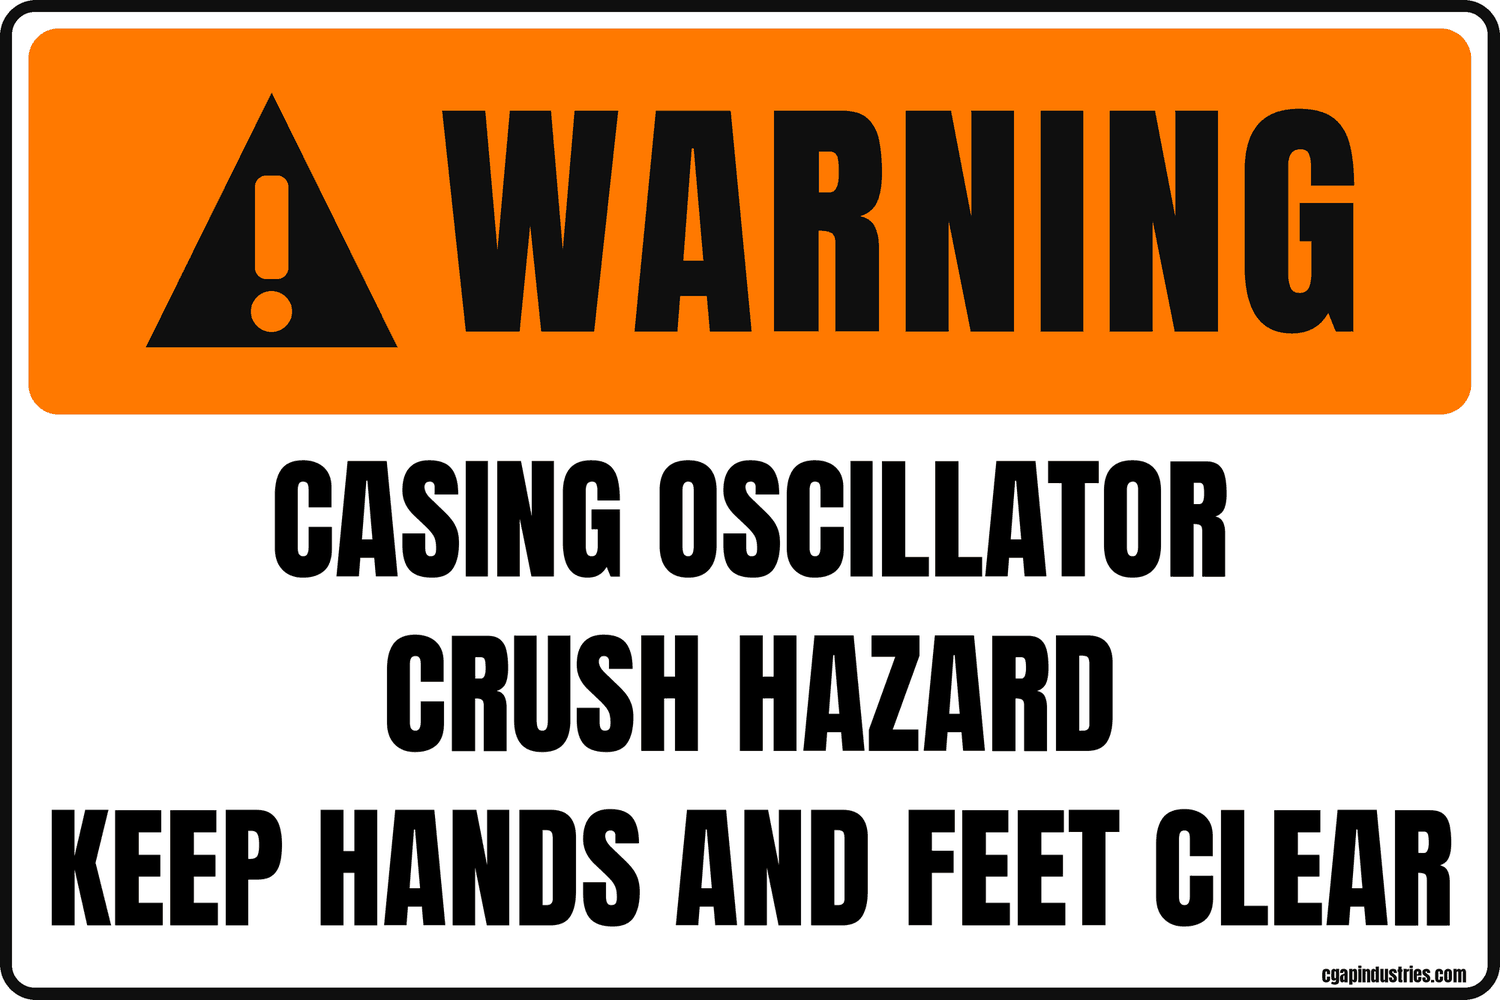 WARNING
CASING OSCILLATOR
CRUSH HAZARD
KEEP HANDS AND FEET CLEAR
cgapindustries.com